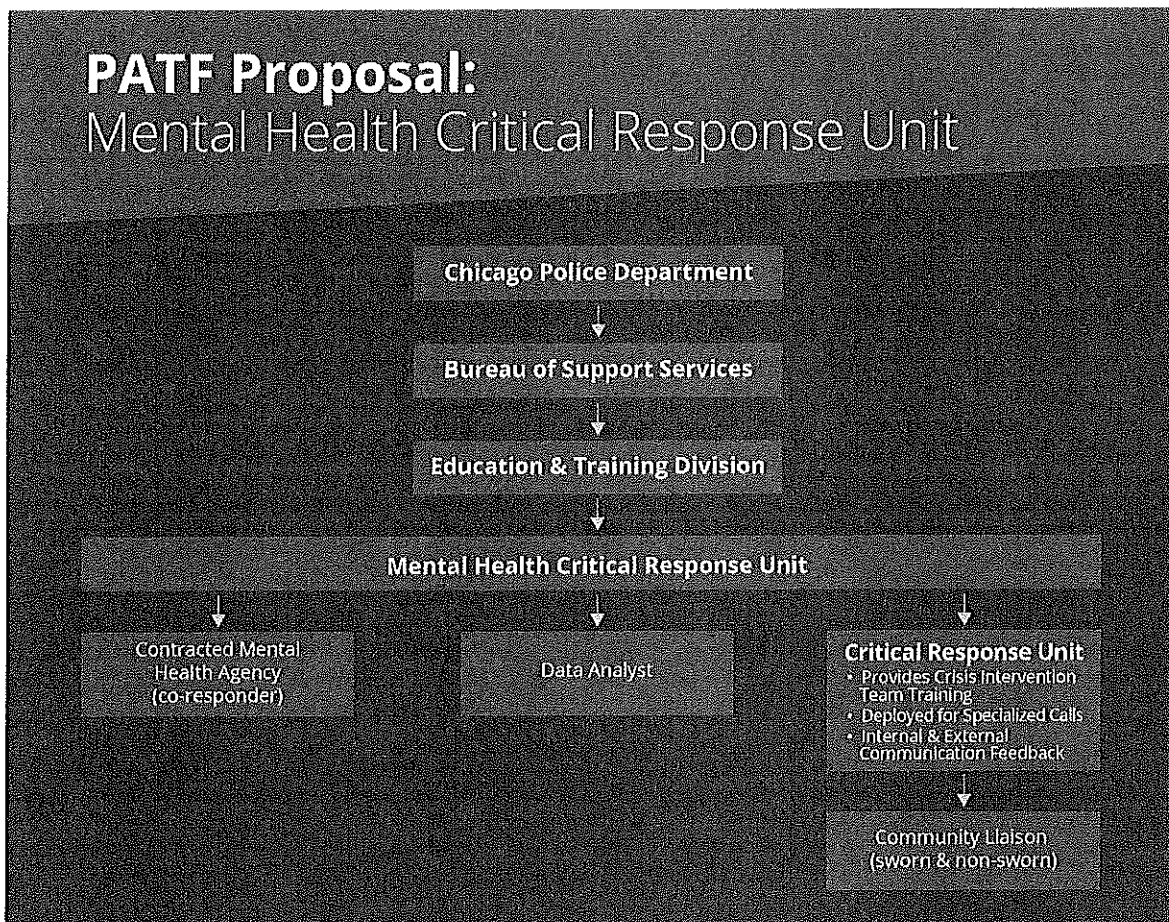 PATF Proposal:
Mental Health Critical Response Unit
Chicago Police Department
Bureau of Support Services
Education & Training Division
Mental Health Critical Response Unit
Contracted Mental
Health Agency
(co-responder)
Data Analyst
Critical Response Unit
• Provides Crisis Intervention
Team Training
• Deployed for Specialized Calls
• Internal & External
Communication Feedback
Community Liaison
(sworn & non-sworn)